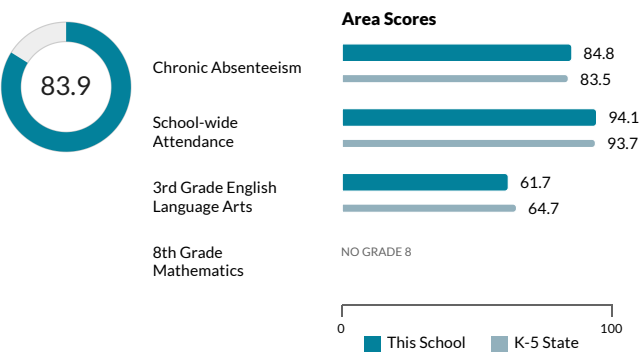 Area Scores
83.9
Chronic Absenteeism
84.8
83.5
School-wide
Attendance
94.1
93.7
3rd Grade English
Language Arts
61.7
64.7
8th Grade
Mathematics
NO GRADE 8
0
100
This School
K-5 State